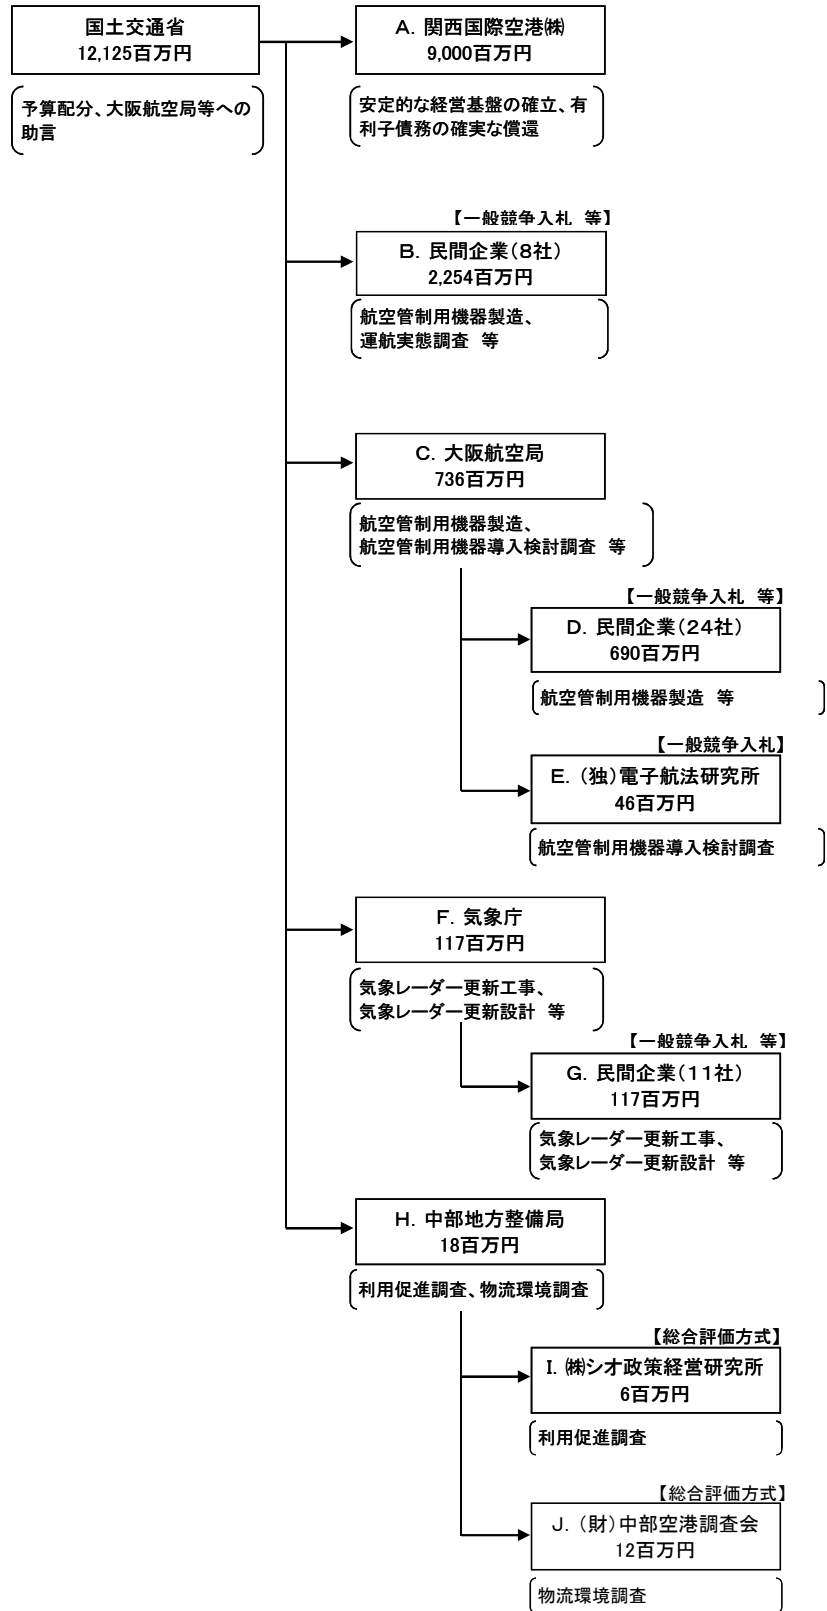 国土交通省
12,125百万円
予算配分、大阪航空局等への
助言
A. 関西国際空港㈱
9,000百万円
安定的な経営基盤の確立、有
利子債務の確実な償還
【一般競争入札　等】
B. 民間企業(8社)
2,254百万円
航空管制用機器製造、
運航実態調査　等
C. 大阪航空局
736百万円
航空管制用機器製造、
航空管制用機器導入検討調査　等
【一般競争入札　等】
D. 民間企業(24社)
690百万円
航空管制用機器製造　等
【一般競争入札】
E. (独)電子航法研究所
46百万円
航空管制用機器導入検討調査
F. 気象庁
117百万円
気象レーダー更新工事、
気象レーダー更新設計　等
【一般競争入札　等】
G. 民間企業(11社)
117百万円
気象レーダー更新工事、
気象レーダー更新設計　等
H. 中部地方整備局
18百万円
利用促進調査、物流環境調査
【総合評価方式】
I. ㈱シオ政策経営研究所
6百万円
利用促進調査
【総合評価方式】
J. (財)中部空港調査会
12百万円
物流環境調査